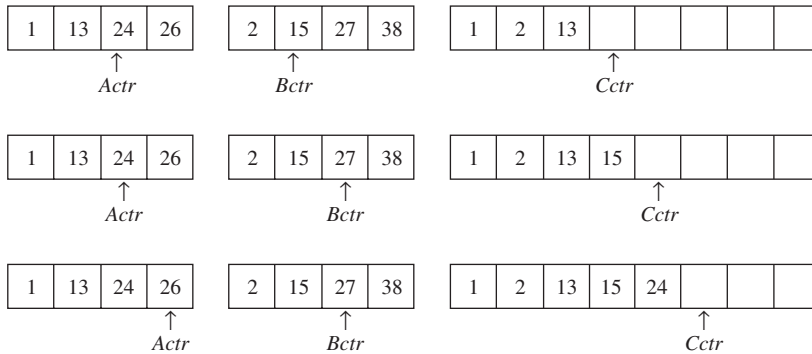 1 13 24 26 2 15 27 38 1 2 13
Actr Bctr Cctr
1 13 24 26 2 15 27 38 1 2 13 15
Actr Bctr Cctr
1 13 24 26 2 15 27 38 1 2 13 15 24
Actr Bctr Cctr